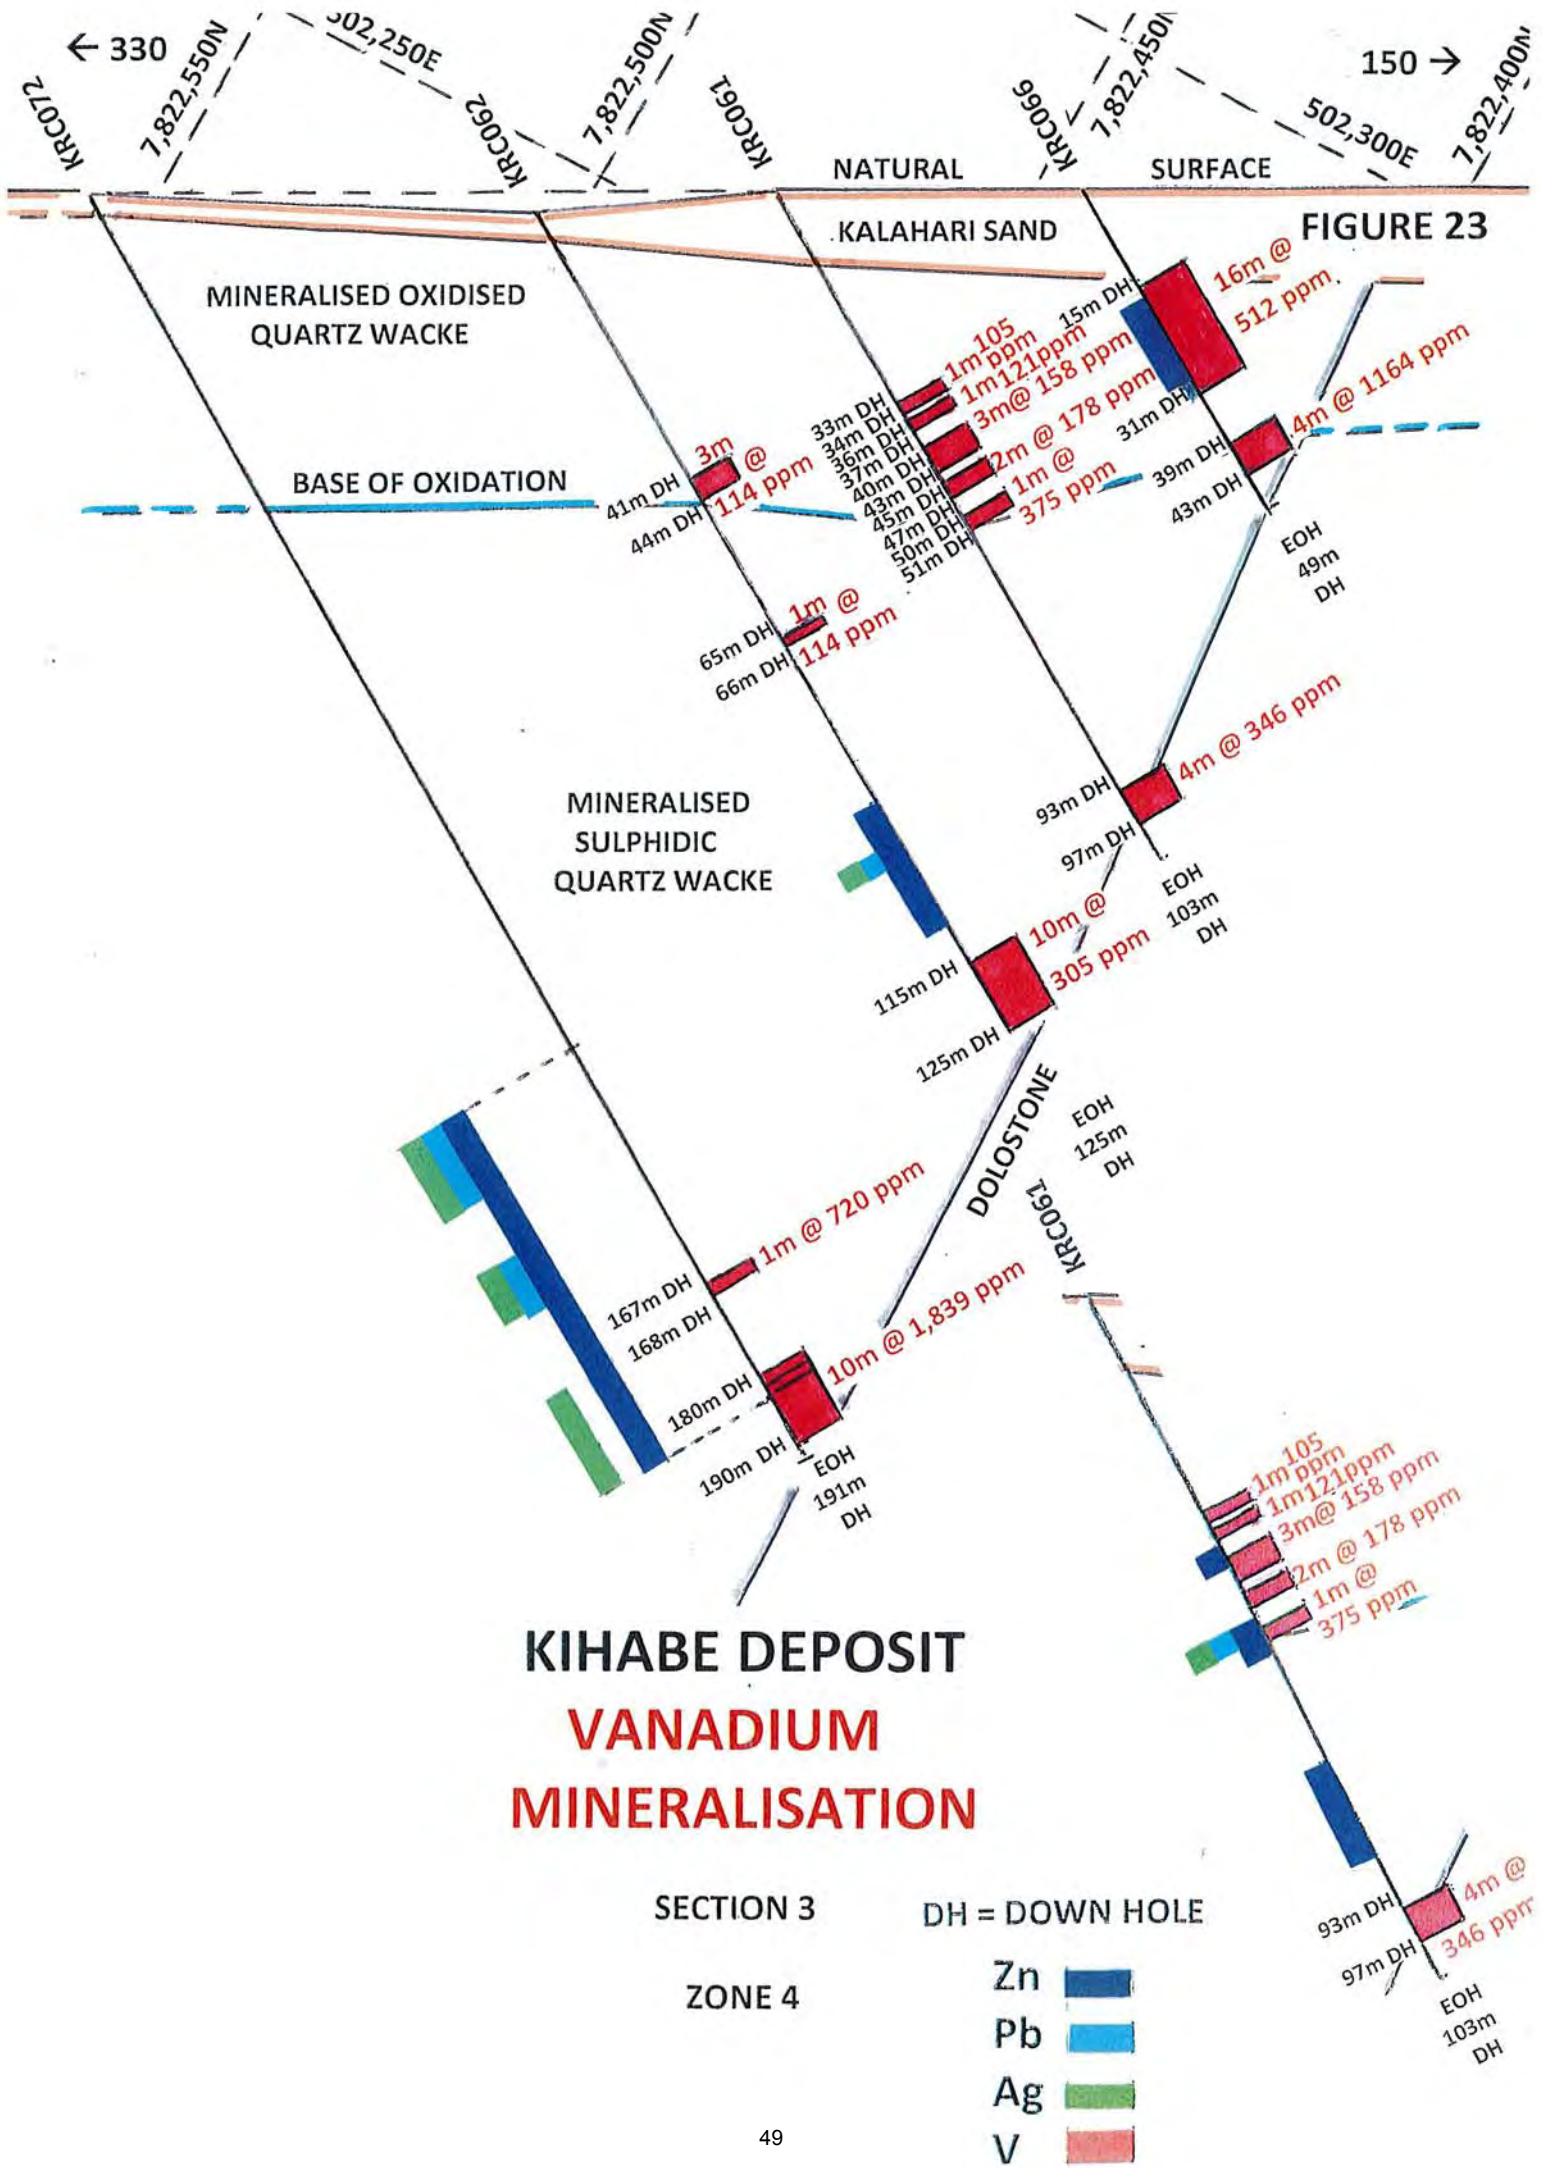 ← 330
KRC072
7,822,550N
502,250E
KRC062
7,822,500N
KRC061
KRC066
7,822,450N
150 →
502,300E
7,822,400N
NATURAL SURFACE
KALAHARI SAND
FIGURE 23
MINERALISED OXIDISED
QUARTZ WACKE
BASE OF OXIDATION
15m DH
16m @
512 ppm
31m DH
39m DH
4m @ 1164 ppm
43m DH
EOH
49m
DH
1m 105
ppm
1m 121ppm
3m@ 158 ppm
2m @ 178 ppm
1m @
375 ppm
33m DH
34m DH
36m DH
37m DH
40m DH
43m DH
45m DH
47m DH
50m DH
51m DH
41m DH
3m
@
114 ppm
44m DH
65m DH
1m @
114 ppm
66m DH
MINERALISED
SULPHIDIC
QUARTZ WACKE
93m DH
4m @ 346 ppm
97m DH
EOH
103m
DH
115m DH
10m @
305 ppm
125m DH
EOH
125m
DH
DOLOSTONE
167m DH
1m @ 720 ppm
168m DH
180m DH
10m @ 1,839 ppm
190m DH
EOH
191m
DH
KRC061
1m 105
ppm
1m 121ppm
3m@ 158 ppm
2m @ 178 ppm
1m @
375 ppm
93m DH
4m @
346 ppm
97m DH
EOH
103m
DH
KIHABE DEPOSIT
VANADIUM
MINERALISATION
SECTION 3
ZONE 4
DH = DOWN HOLE
Zn
Pb
Ag
V
49